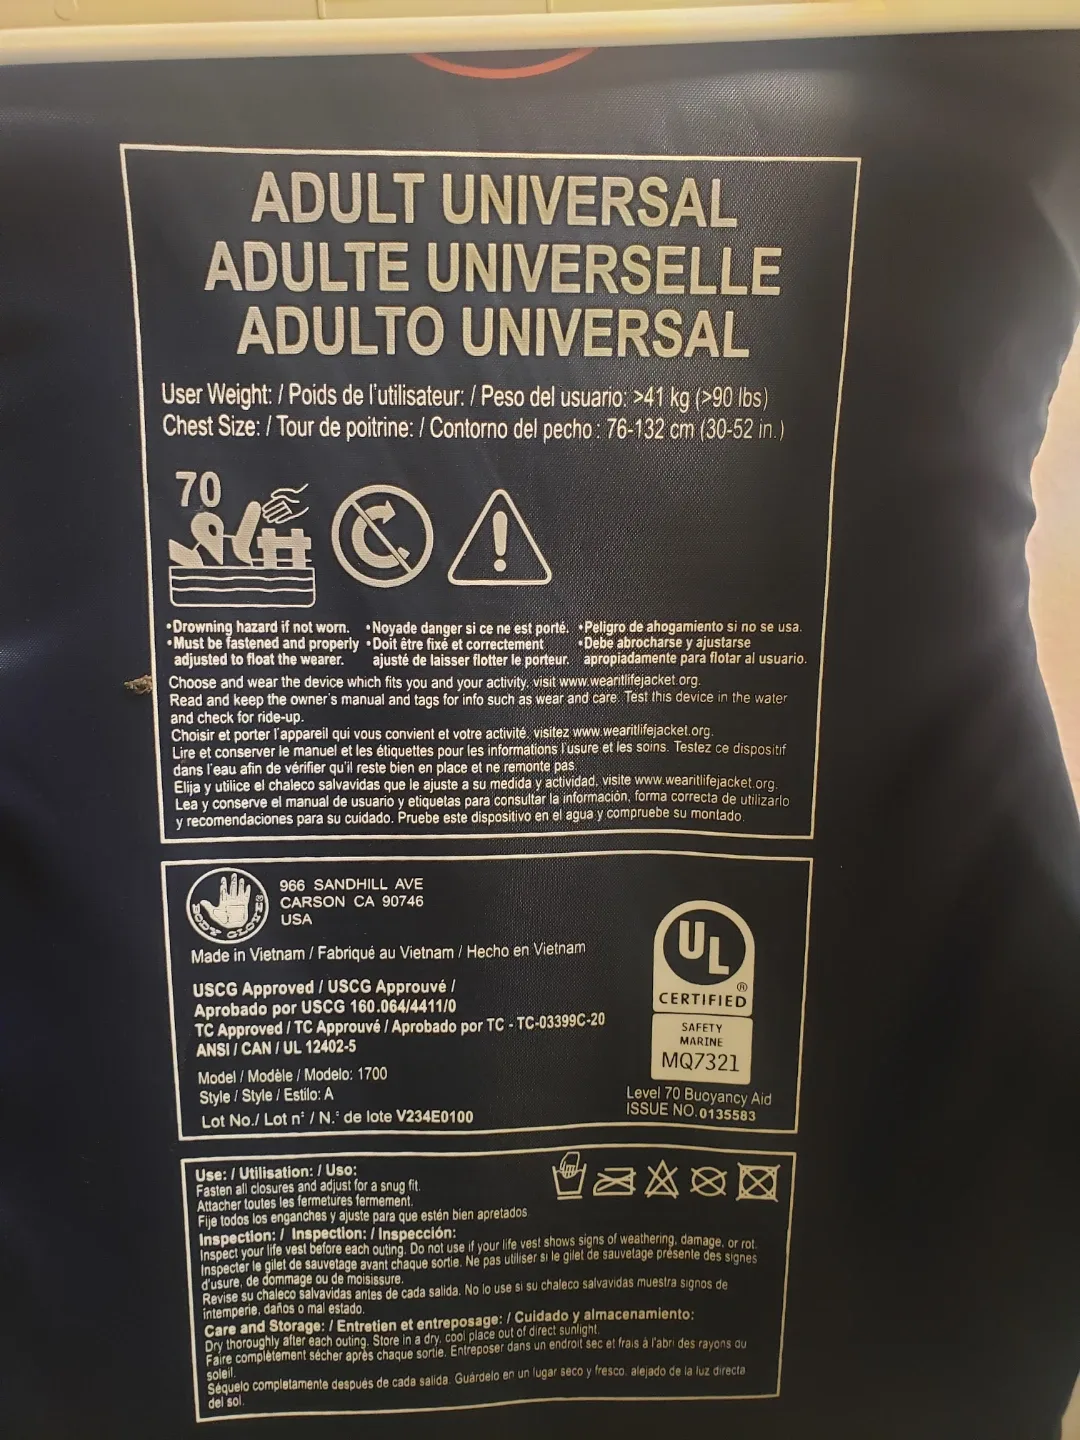 ADULT UNIVERSAL
ADULTE UNIVERSELLE
ADULTO UNIVERSAL
User Weight: / Poids de l'utilisateur: / Peso del usuario: >41 kg (>90 lbs)
Chest Size: / Tour de poitrine: / Contorno del pecho : 76-132 cm (30-52 in.)
70
•Drowning hazard if not worn.
•Must be fastened and properly
adjusted to float the wearer.
•Noyade danger si ce ne est porté.
•Doit être fixé et correctement
ajusté de laisser flotter le porteur.
•Peligro de ahogamiento si no se usa.
•Debe abrocharse y ajustarse
apropiadamente para flotar al usuario.
Choose and wear the device which fits you and your activity, visit www.wearitlifejacket.org.
Read and keep the owner's manual and tags for info such as wear and care. Test this device in the water
and check for ride-up.
Choisir et porter l'appareil qui vous convient et votre activité, visitez www.wearitlifejacket.org.
Lire et conserver le manuel et les étiquettes pour les informations l'usure et les soins. Testez ce dispositif
dans l'eau afin de vérifier qu'il reste bien en place et ne remonte pas.
Elija y utilice el chaleco salvavidas que le ajuste a su medida y actividad, visite www.wearitlifejacket.org.
Lea y conserve el manual de usuario y etiquetas para consultar la información, forma correcta de utilizarlo
y recomendaciones para su cuidado. Pruebe este dispositivo en el agua y compruebe su montado.
BODY GLOVE®
966 SANDHILL AVE
CARSON CA 90746
USA
Made in Vietnam / Fabriqué au Vietnam / Hecho en Vietnam
USCG Approved / USCG Approuvé /
Aprobado por USCG 160.064/4411/0
TC Approved / TC Approuvé / Aprobado por TC - TC-03399C-20
ANSI / CAN / UL 12402-5
Model / Modèle / Modelo: 1700
Style / Style / Estilo: A
Lot No./ Lot n° / N.° de lote V234E0100
UL ®
CERTIFIED
SAFETY
MARINE
MQ7321
Level 70 Buoyancy Aid
ISSUE NO. 0135583
Use: / Utilisation: / Uso:
Fasten all closures and adjust for a snug fit.
Attacher toutes les fermetures fermement.
Fije todos los enganches y ajuste para que estén bien apretados.
Inspection: / Inspection: / Inspección:
Inspect your life vest before each outing. Do not use if your life vest shows signs of weathering, damage, or rot.
Inspecter le gilet de sauvetage avant chaque sortie. Ne pas utiliser si le gilet de sauvetage présente des signes
d'usure, de dommage ou de moisissure.
Revise su chaleco salvavidas antes de cada salida. No lo use si su chaleco salvavidas muestra signos de
intemperie, daños o mal estado.
Care and Storage: / Entretien et entreposage: / Cuidado y almacenamiento:
Dry thoroughly after each outing. Store in a dry, cool place out of direct sunlight.
Faire complètement sécher après chaque sortie. Entreposer dans un endroit sec et frais à l'abri des rayons du
soleil.
Séquelo completamente después de cada salida. Guárdelo en un lugar seco y fresco, alejado de la luz directa
del sol.